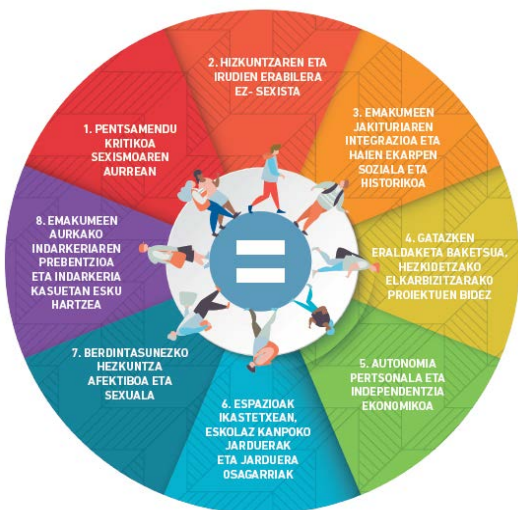 1. PENTSAMENDU
KRITIKOA
SEXISMOAREN
AURREAN
2. HIZKUNTZAREN ETA
IRUDIEN ERABILERA
EZ- SEXISTA
3. EMAKUMEEN
JAKITURIAREN
INTEGRAZIOA ETA
HAIEN EKARPEN
SOZIALA ETA
HISTORIKOA
4. GATAZKEN
ERALDAKETA BAKETSUA,
HEZKIDETZAKO
ELKARBIZITZARAKO
PROIEKTUEN BIDEZ
5. AUTONOMIA
PERTSONALA ETA
INDEPENDENTZIA
EKONOMIKOA
6. ESPAZIOAK
IKASTETXEAN,
ESKOLAZ KANPOKO
JARDUERAK
ETA JARDUERA
OSAGARRIAK
7. BERDINTASUNEZKO
HEZKUNTZA
AFEKTIBOA ETA
SEXUALA
8. EMAKUMEEN
AURKAKO
INDARKERIAREN
PREBENTZIOA
ETA INDARKERIA
KASUETAN ESKU
HARTZEA
=